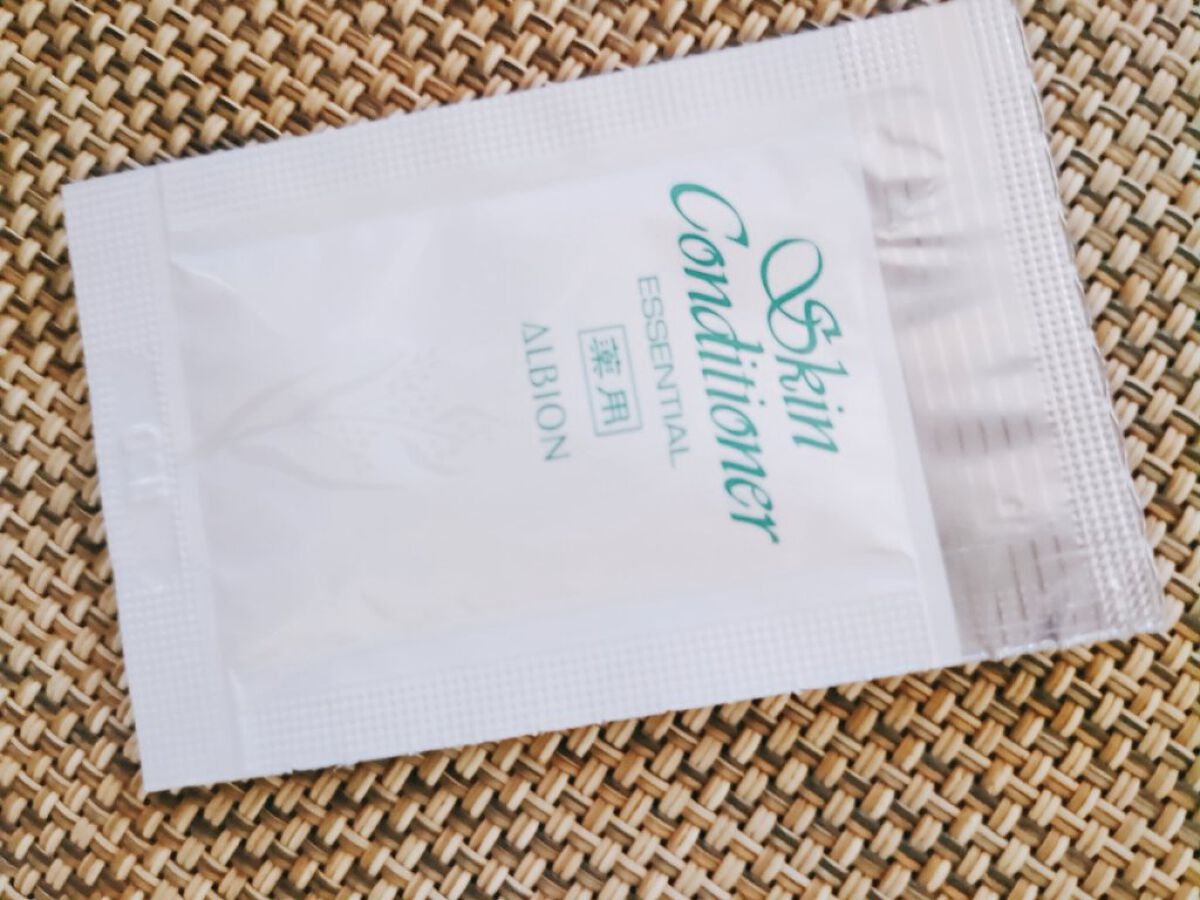 Skin
Conditioner
ESSENTIAL
薬用
ALBION